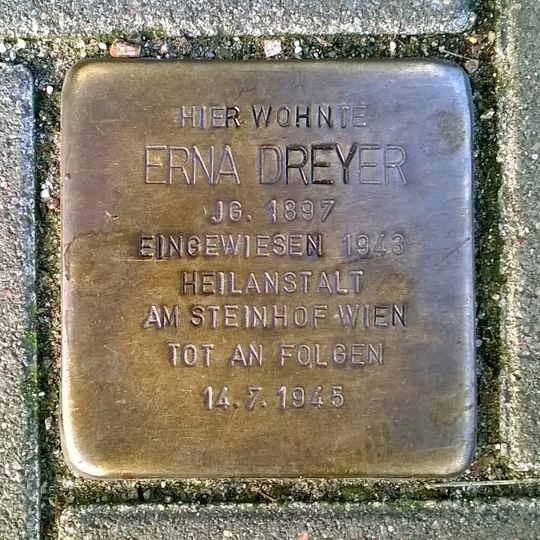 HIER WOHNTE
ERNA DREYER
JG. 1897
EINGEWIESEN 1943
HEILANSTALT
AM STEINHOF WIEN
TOT AN FOLGEN
14.7.1945